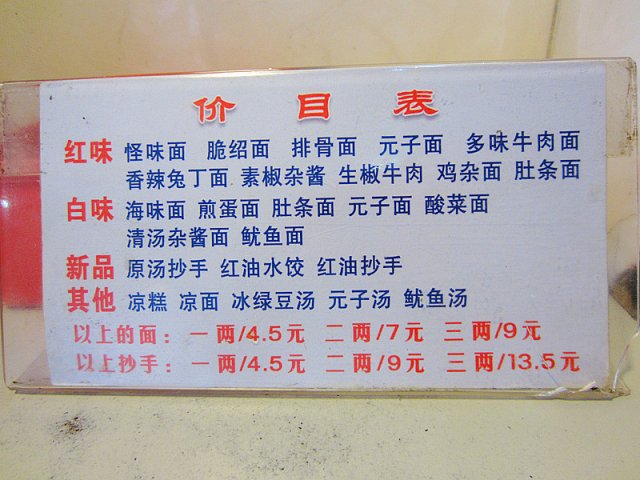 价目表
红味 怪味面 脆绍面 排骨面 元子面 多味牛肉面
香辣兔丁面 素椒杂酱 生椒牛肉 鸡杂面 肚条面
白味 海味面 煎蛋面 肚条面 元子面 酸菜面
清汤杂酱面 鱿鱼面
新品 原汤抄手 红油水饺 红油抄手
其他 凉糕 凉面 冰绿豆汤 元子汤 鱿鱼汤
以上的面：一两/4.5元 二两/7元 三两/9元
以上抄手：一两/4.5元 二两/9元 三两/13.5元